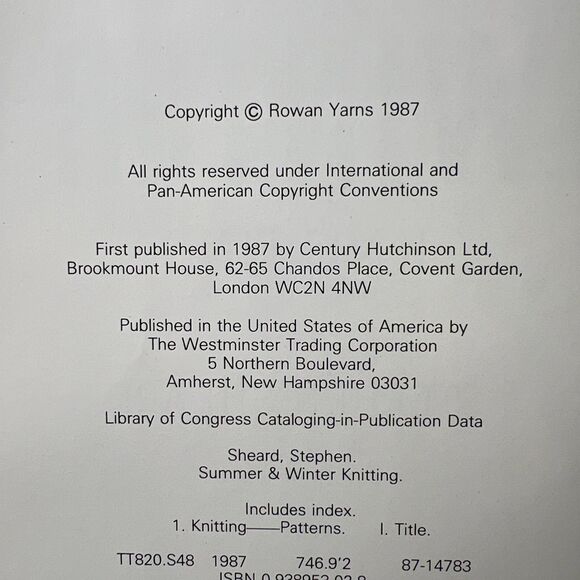 Copyright © Rowan Yarns 1987
All rights reserved under International and
Pan-American Copyright Conventions
First published in 1987 by Century Hutchinson Ltd,
Brookmount House, 62-65 Chandos Place, Covent Garden,
London WC2N 4NW
Published in the United States of America by
The Westminster Trading Corporation
5 Northern Boulevard,
Amherst, New Hampshire 03031
Library of Congress Cataloging-in-Publication Data
Sheard, Stephen.
Summer & Winter Knitting.
Includes index.
1. Knitting——Patterns. I. Title.
TT820.S48 1987 746.9'2 87-14783
ISBN